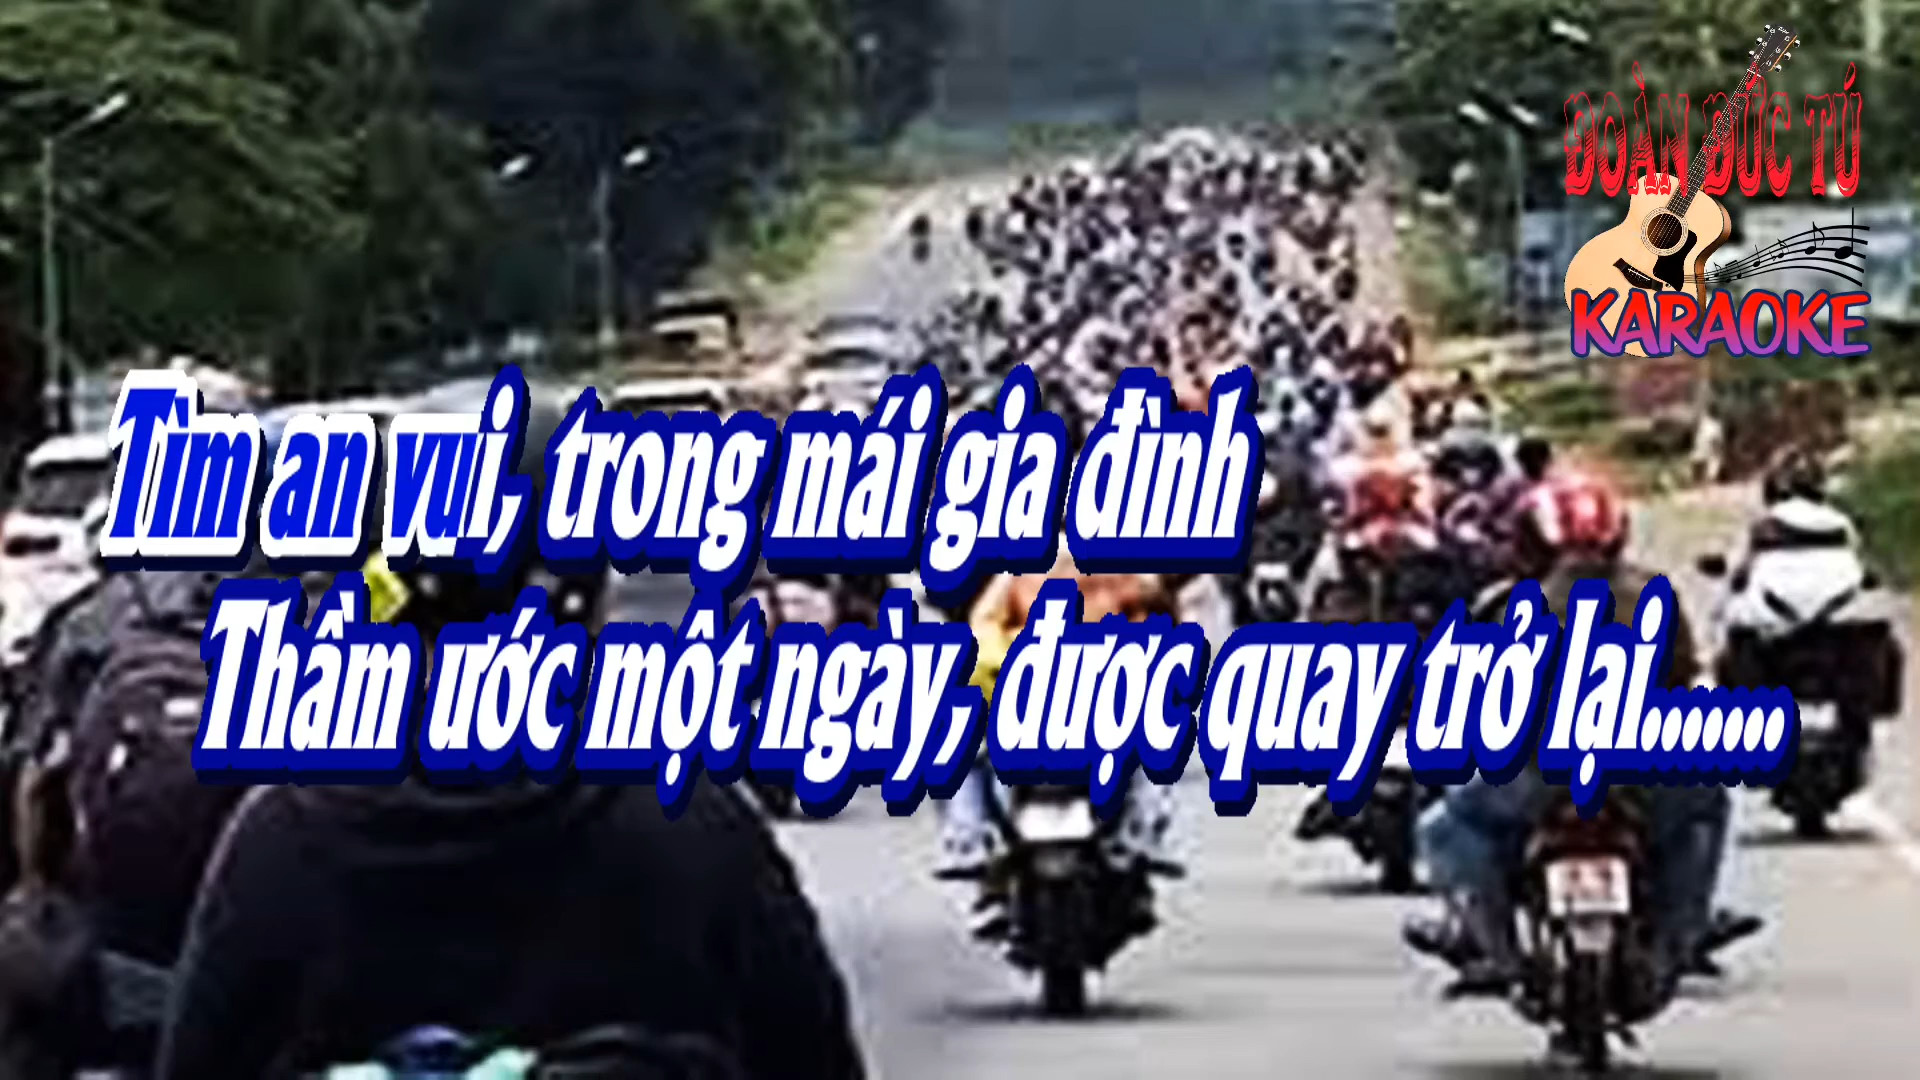 ĐOÀN ĐỨC TÚ
KARAOKE
Tìm an vui, trong mái gia đình
Thầm ước một ngày, được quay trở lại.......